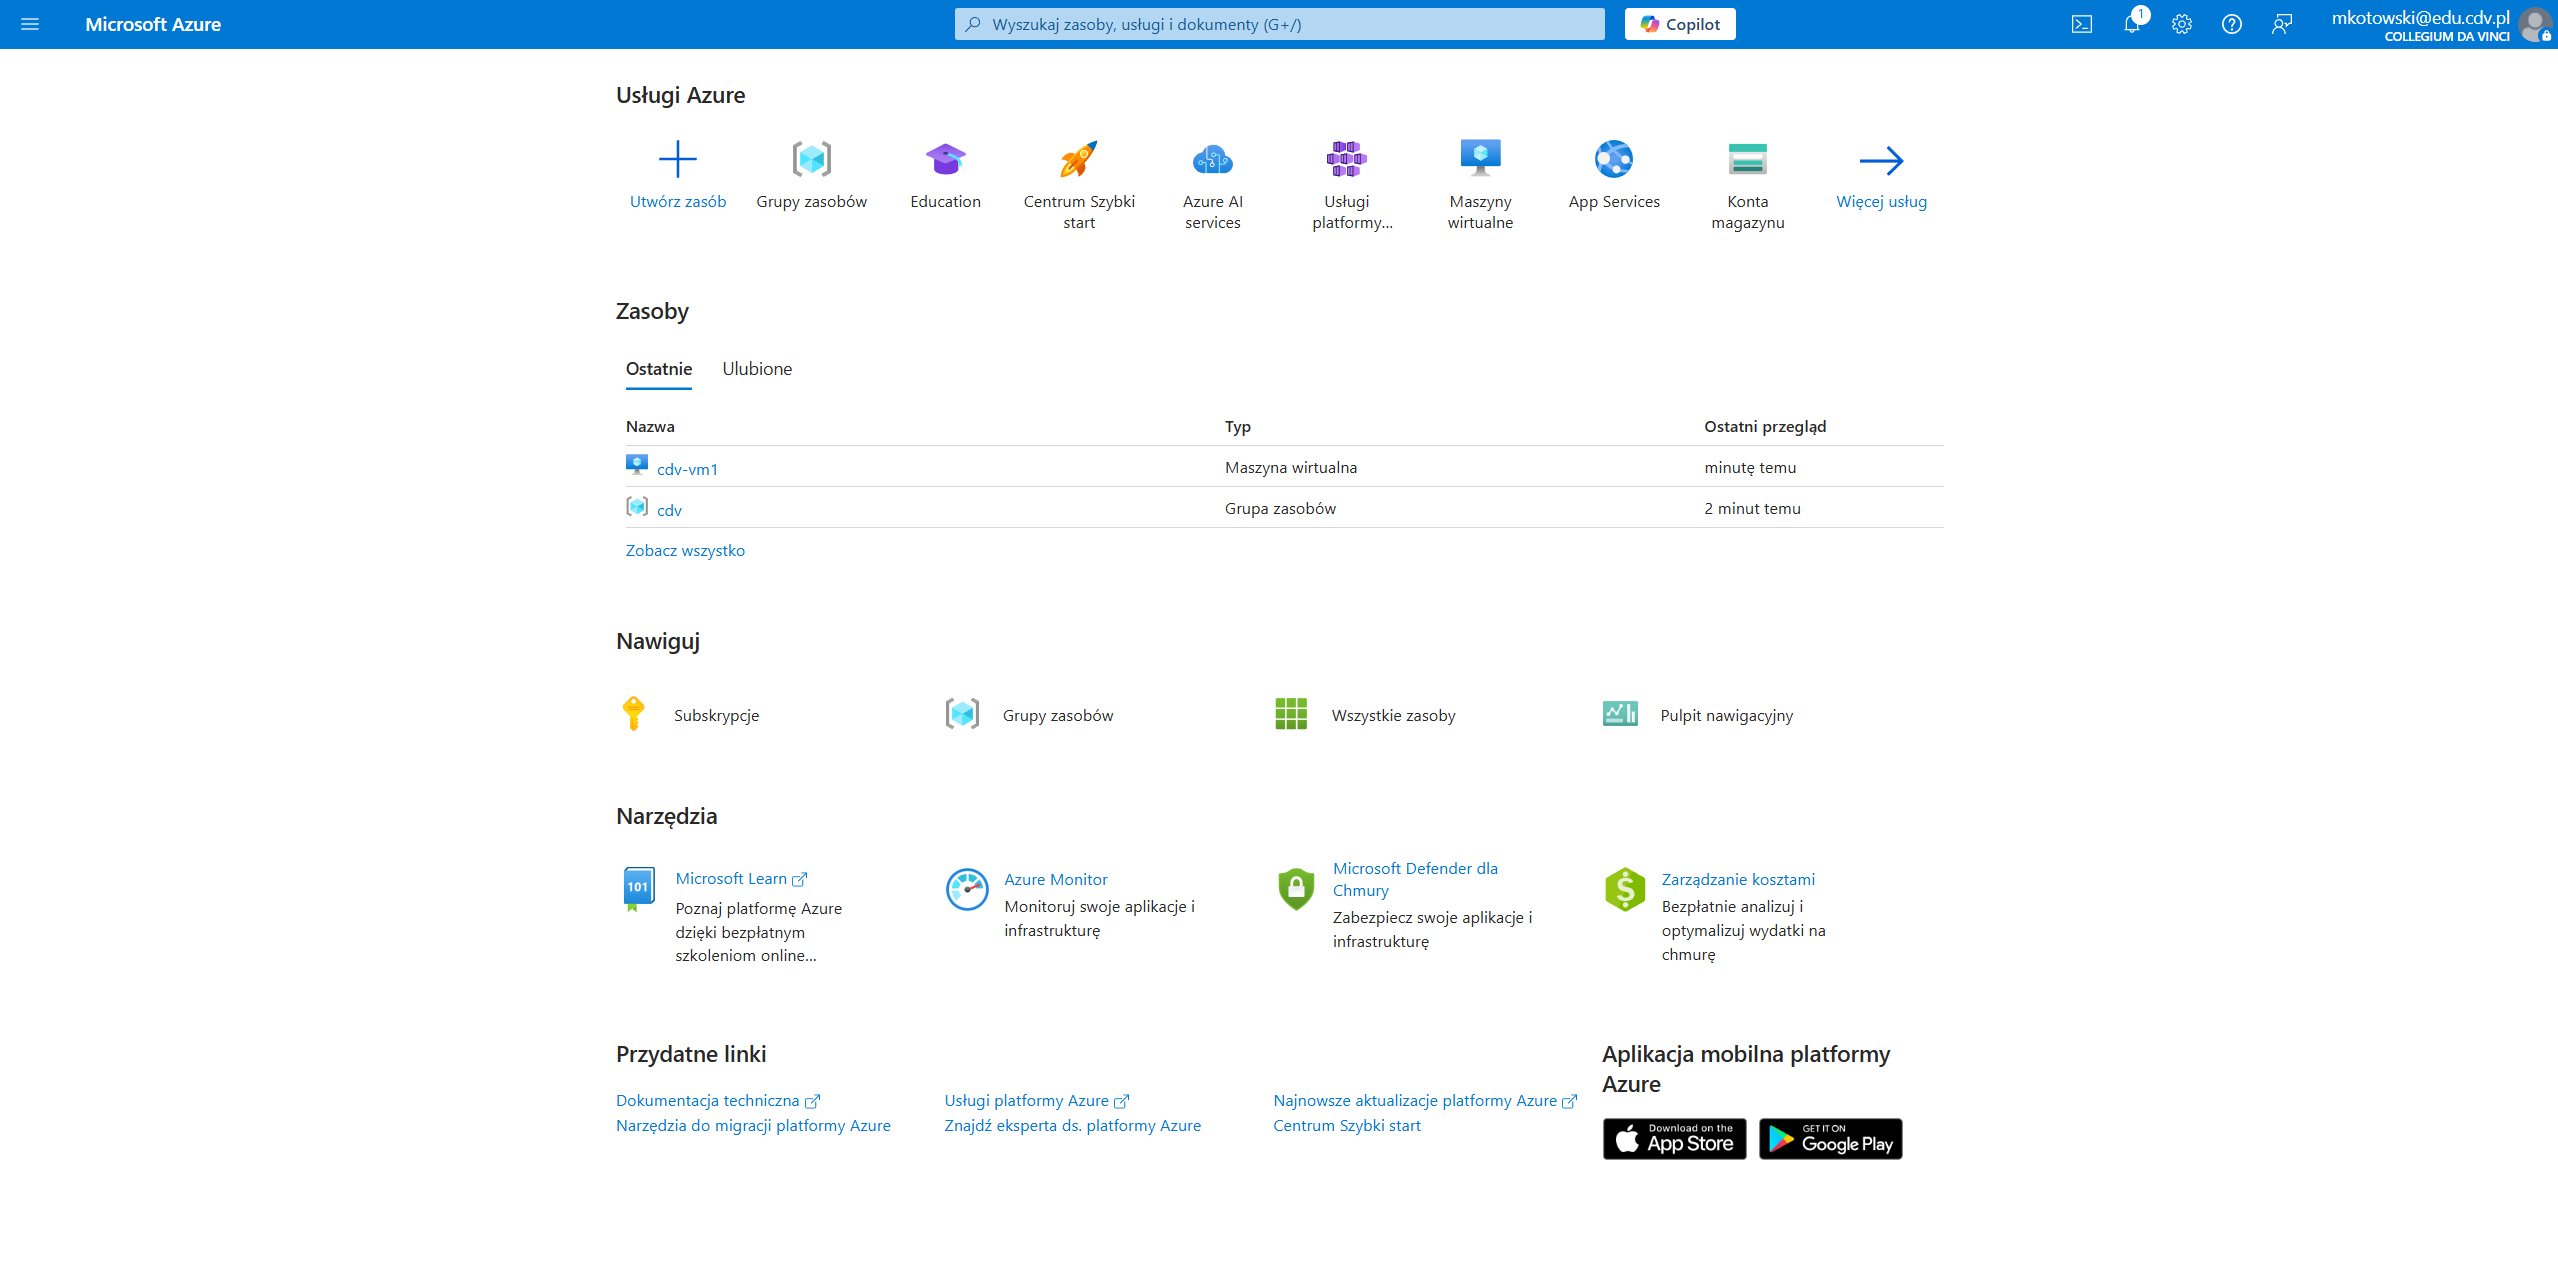 Microsoft Azure
Wyszukaj zasoby, usługi i dokumenty (G+/)
Copilot
1
mkotowski@edu.cdv.pl
COLLEGIUM DA VINCI
Usługi Azure
Utwórz zasób
Grupy zasobów
Education
Centrum Szybki
start
Azure AI
services
Usługi
platformy...
Maszyny
wirtualne
App Services
Konta
magazynu
Więcej usług
Zasoby
Ostatnie
Ulubione
Nazwa
Typ
Ostatni przegląd
cdv-vm1
Maszyna wirtualna
minutę temu
cdv
Grupa zasobów
2 minut temu
Zobacz wszystko
Nawiguj
Subskrypcje
Grupy zasobów
Wszystkie zasoby
Pulpit nawigacyjny
Narzędzia
101
Microsoft Learn
Poznaj platformę Azure
dzięki bezpłatnym
szkoleniom online...
Azure Monitor
Monitoruj swoje aplikacje i
infrastrukturę
Microsoft Defender dla
Chmury
Zabezpiecz swoje aplikacje i
infrastrukturę
$
Zarządzanie kosztami
Bezpłatnie analizuj i
optymalizuj wydatki na
chmurę
Przydatne linki
Dokumentacja techniczna
Narzędzia do migracji platformy Azure
Usługi platformy Azure
Znajdź eksperta ds. platformy Azure
Najnowsze aktualizacje platformy Azure
Centrum Szybki start
Aplikacja mobilna platformy
Azure
Download on the
App Store
GET IT ON
Google Play